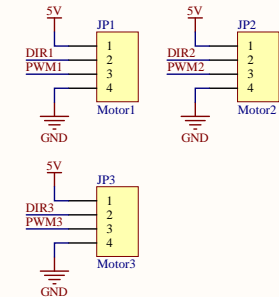 5V
JP1
1
DIR1
2
PWM1
3
4
Motor1
GND
5V
JP2
1
DIR2
2
PWM2
3
4
Motor2
GND
5V
JP3
1
DIR3
2
PWM3
3
4
Motor3
GND